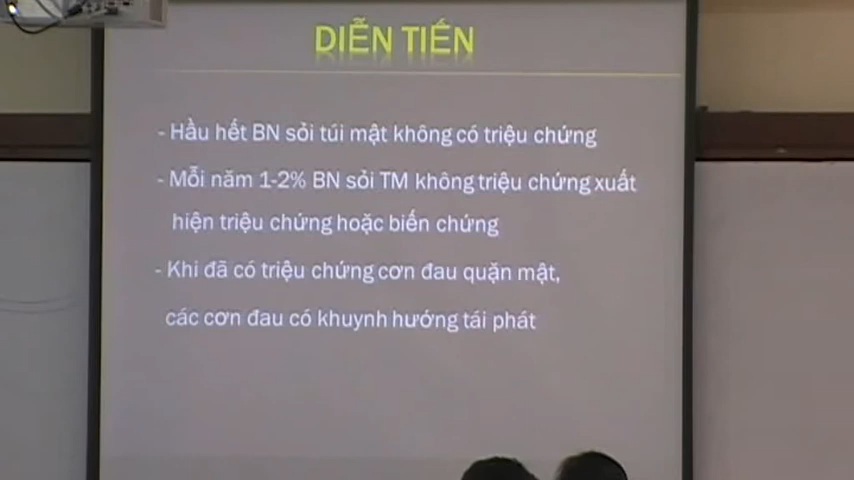 DIỄN TIẾN
- Hầu hết BN sỏi túi mật không có triệu chứng
- Mỗi năm 1-2% BN sỏi TM không triệu chứng xuất
hiện triệu chứng hoặc biến chứng
- Khi đã có triệu chứng cơn đau quặn mật,
các cơn đau có khuynh hướng tái phát